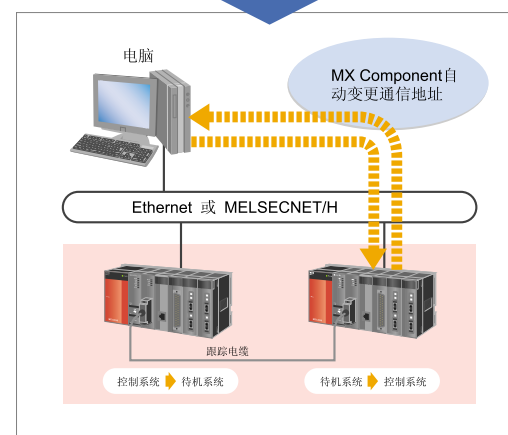 电脑
MX Component自
动变更通信地址
Ethernet 或 MELSECNET/H
跟踪电缆
控制系统 待机系统
待机系统 控制系统